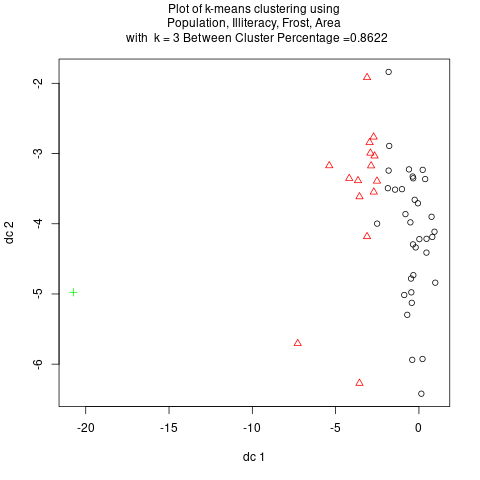 Plot of k-means clustering using
Population, Illiteracy, Frost, Area
with  k = 3 Between Cluster Percentage =0.8622
-2
-3
-4
-5
-6
dc 2
-20
-15
-10
-5
0
dc 1